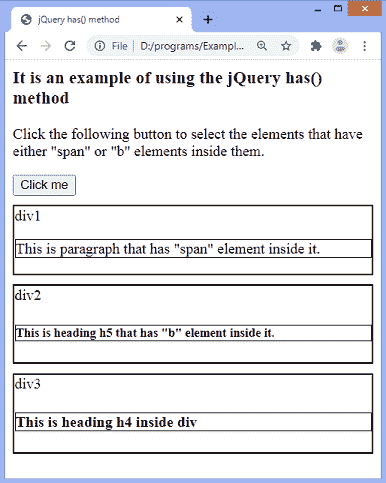 jQuery has() method
File | D:/programs/Exampl...
It is an example of using the jQuery has()
method
Click the following button to select the elements that have
either "span" or "b" elements inside them.
Click me
div1
This is paragraph that has "span" element inside it.
div2
This is heading h5 that has "b" element inside it.
div3
This is heading h4 inside div